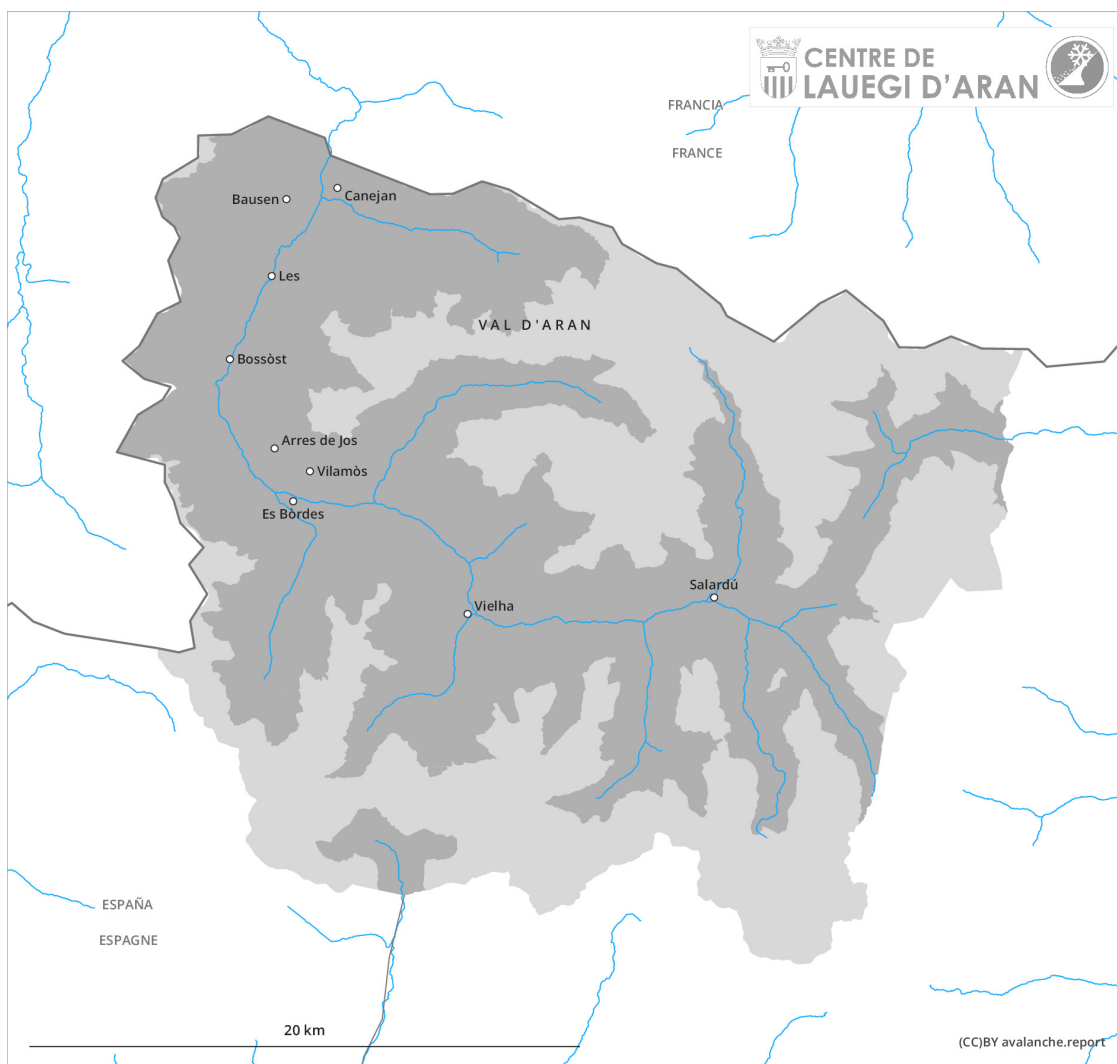 CENTRE DE
LAUEGI D'ARAN
FRANCIA
FRANCE
Bausen
Canejan
Les
VAL D'ARAN
Bossòst
Arres de Jos
Vilamòs
Es Bòrdes
Salardú
Vielha
ESPAÑA
ESPAGNE
20 km
(CC)BY avalanche.report